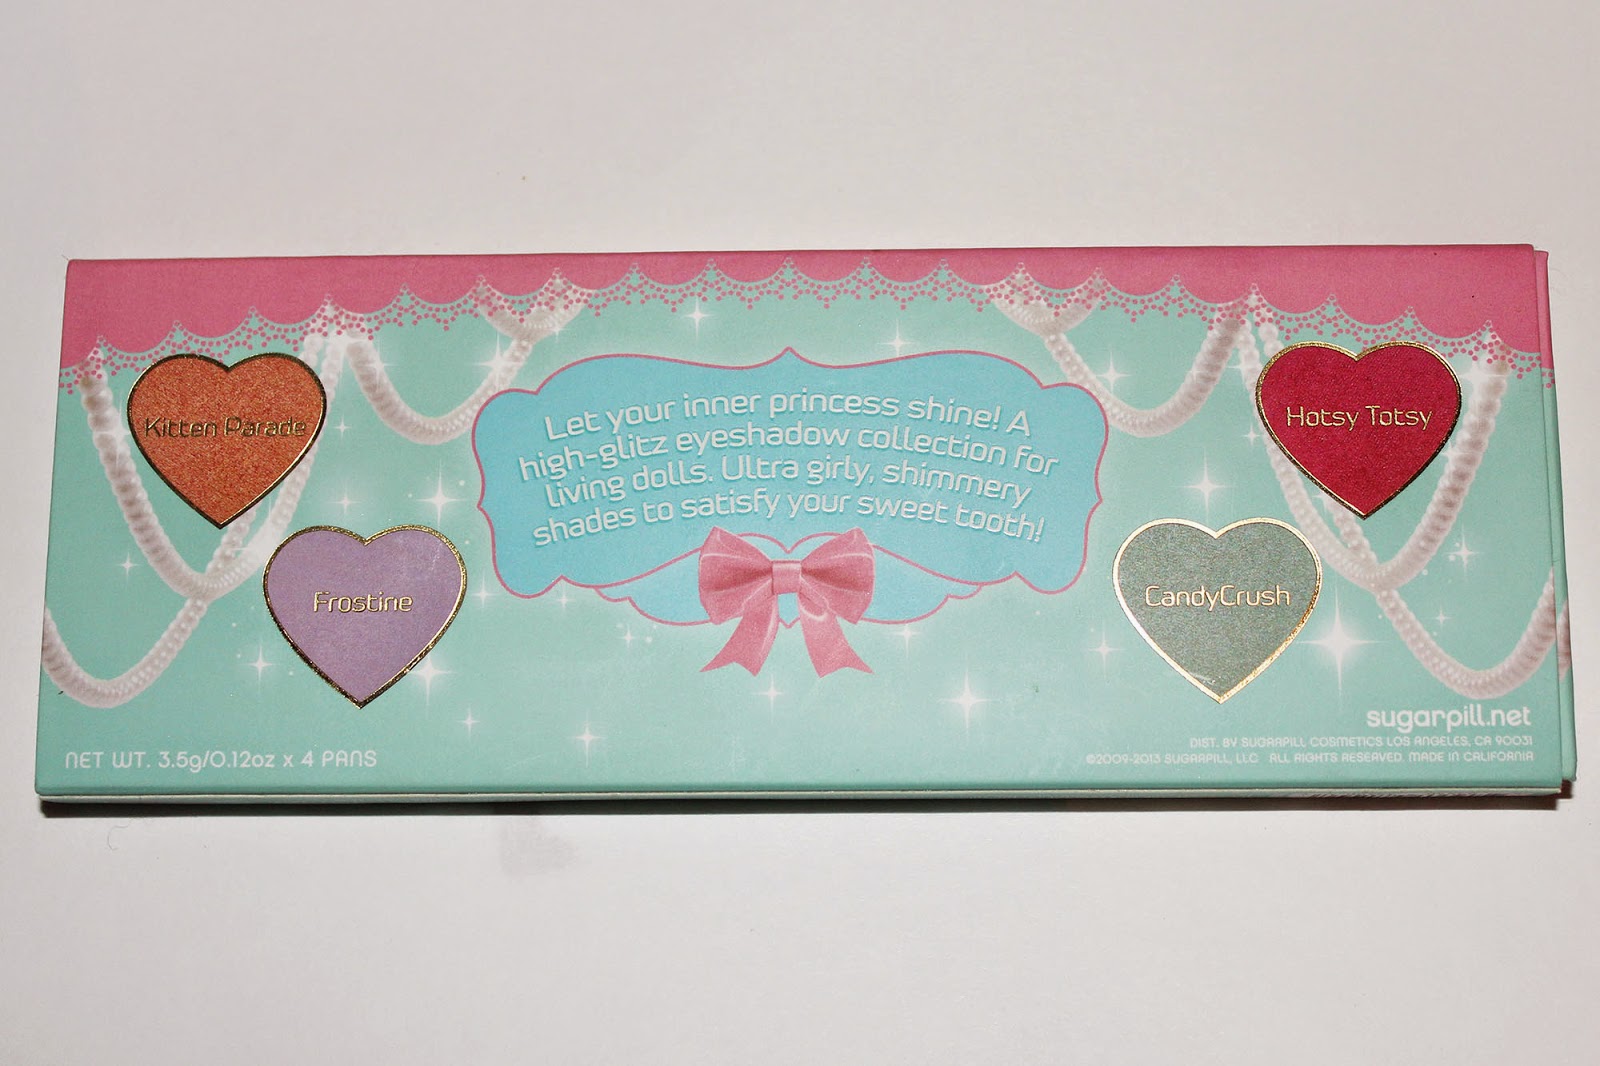 Kitten Parade
Frostine
Let your inner princess shine! A
high-glitz eyeshadow collection for
living dolls. Ultra girly, shimmery
shades to satisfy your sweet tooth!
Hotsy Totsy
CandyCrush
NET WT. 3.5g/0.12oz x 4 PANS
sugarpill.net
DIST. BY SUGARPILL COSMETICS LOS ANGELES, CA 90031
©2009-2013 SUGARPILL, LLC ALL RIGHTS RESERVED. MADE IN CALIFORNIA